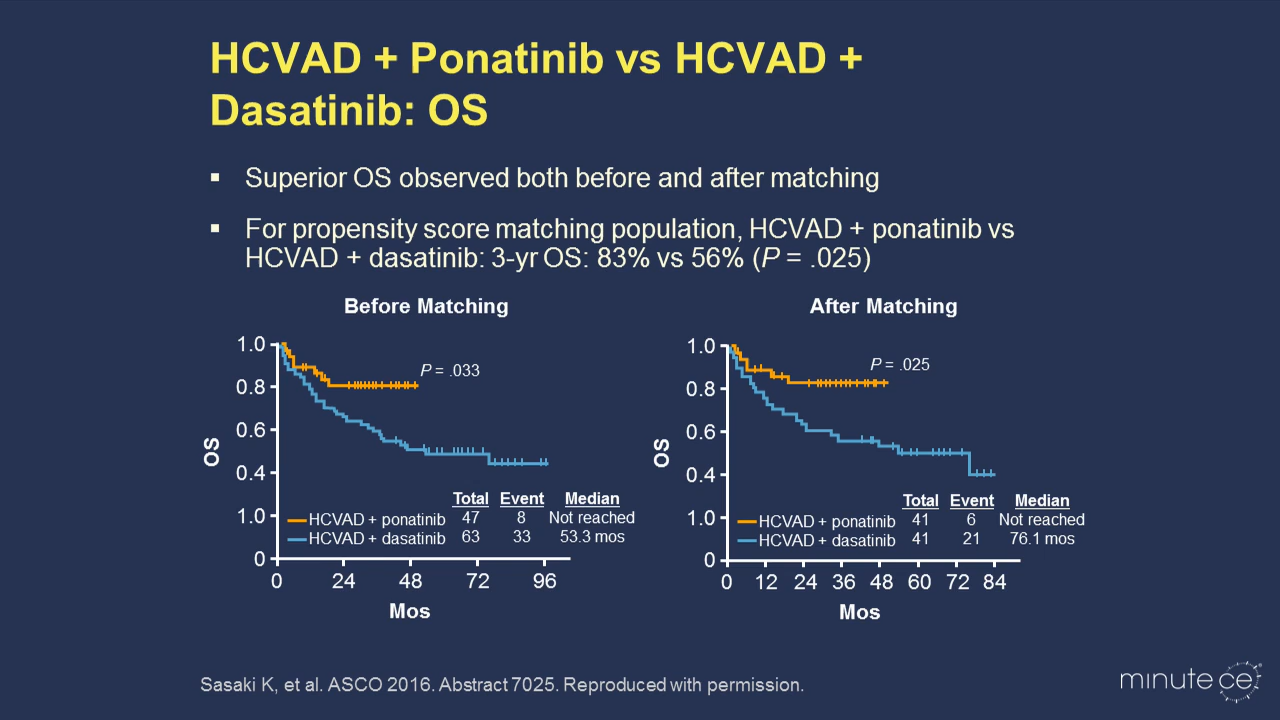 HCVAD + Ponatinib vs HCVAD +
Dasatinib: OS
▪ Superior OS observed both before and after matching
▪ For propensity score matching population, HCVAD + ponatinib vs
HCVAD + dasatinib: 3-yr OS: 83% vs 56% (P = .025)
Before Matching
1.0
0.8
0.6
0.4
1.0
0
OS
P = .033
Total Event Median
HCVAD + ponatinib 47 8 Not reached
HCVAD + dasatinib 63 33 53.3 mos
0 24 48 72 96
Mos
After Matching
1.0
0.8
0.6
0.4
1.0
0
OS
P = .025
Total Event Median
HCVAD + ponatinib 41 6 Not reached
HCVAD + dasatinib 41 21 76.1 mos
0 12 24 36 48 60 72 84
Mos
Sasaki K, et al. ASCO 2016. Abstract 7025. Reproduced with permission.
minute ce